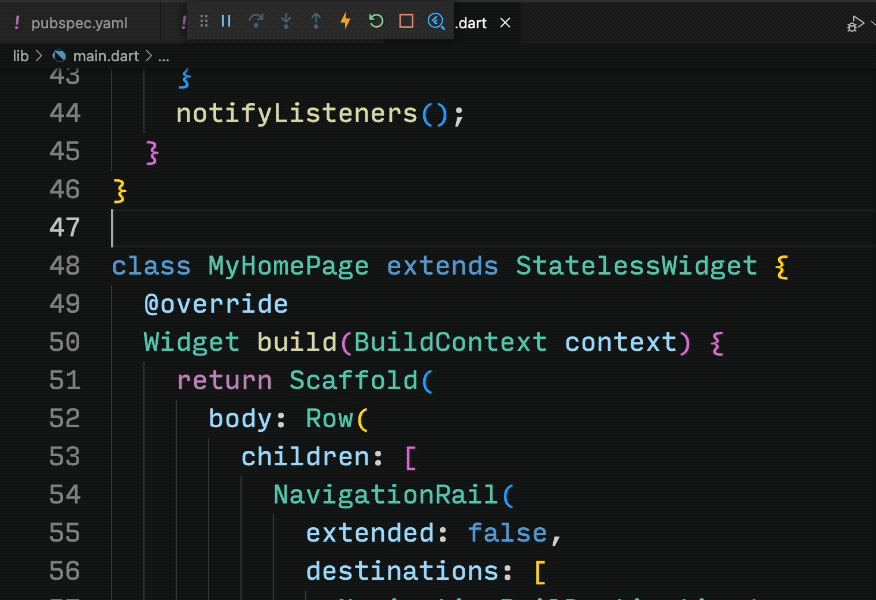 ! pubspec.yaml ! .dart
lib > main.dart > ...
43 }
44 notifyListeners();
45 }
46 }
47
48 class MyHomePage extends StatelessWidget {
49 @override
50 Widget build(BuildContext context) {
51 return Scaffold(
52 body: Row(
53 children: [
54 NavigationRail(
55 extended: false,
56 destinations: [